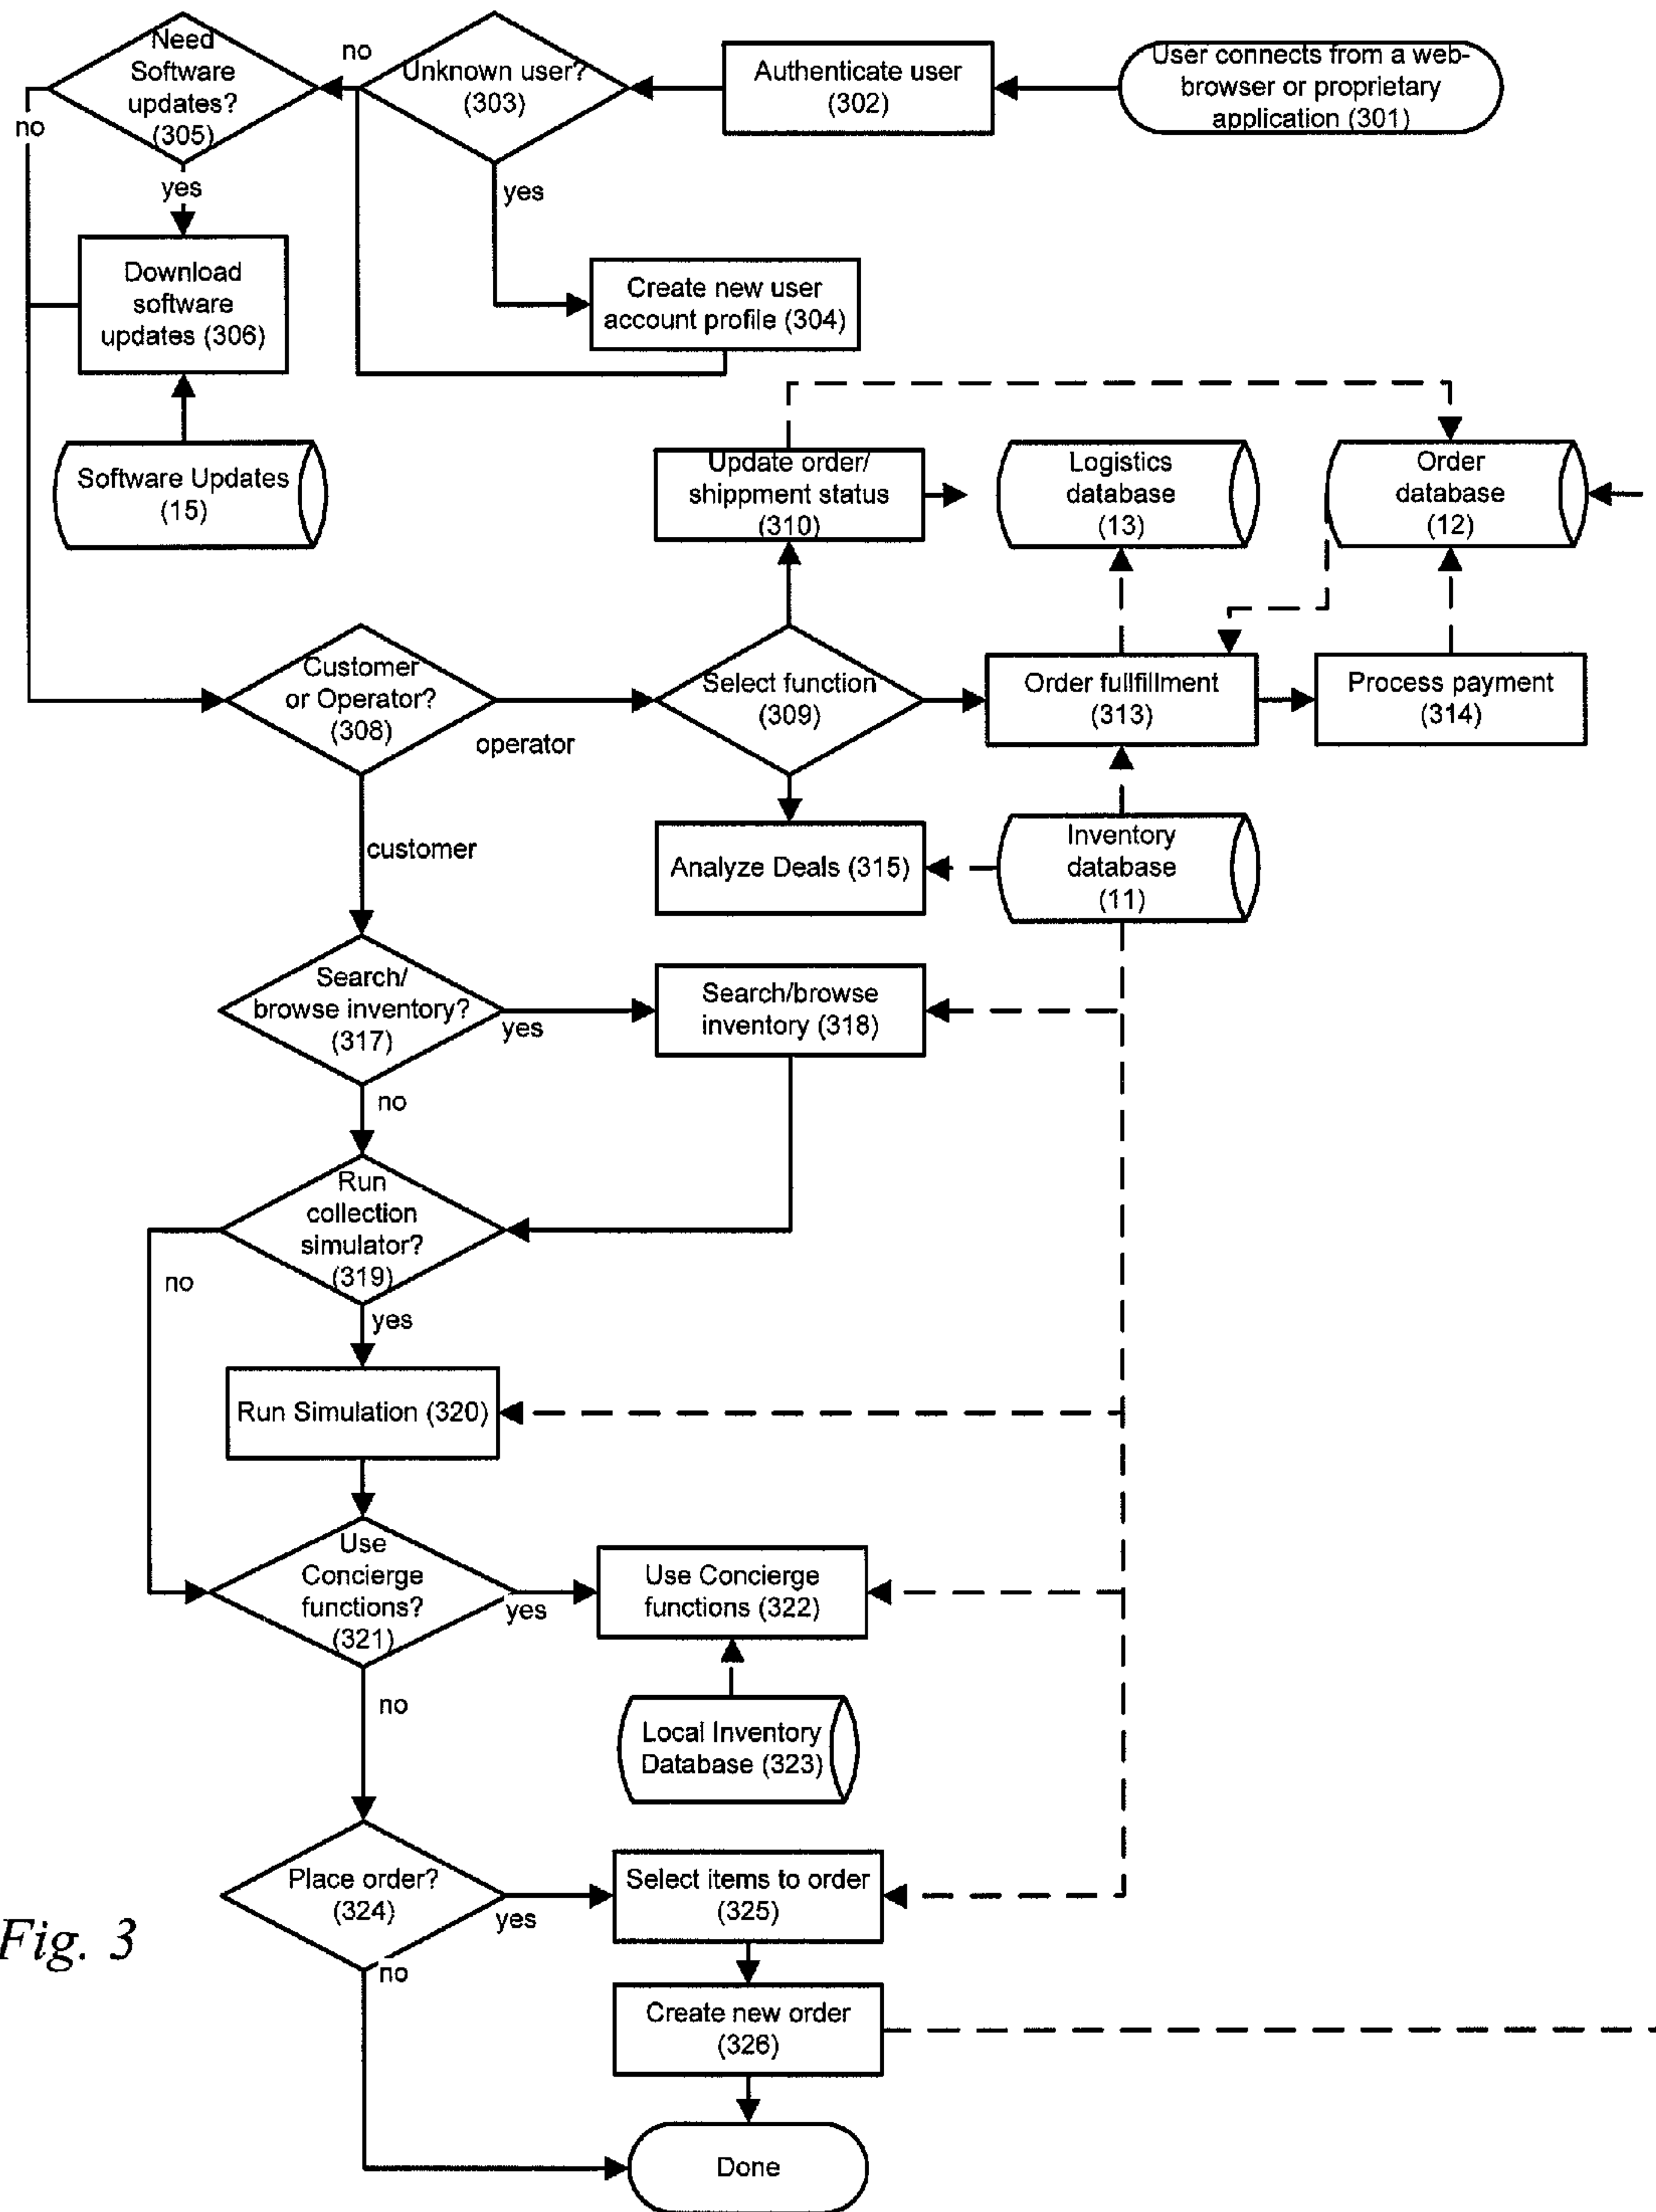 Need
Software
updates?
(305)
no
Unknown user?
(303)
Authenticate user
(302)
User connects from a web-
browser or proprietary
application (301)
no
yes
yes
Download
software
updates (306)
Create new user
account profile (304)
Software Updates
(15)
Update order/
shippment status
(310)
Logistics
database
(13)
Order
database
(12)
Customer
or Operator?
(308)
operator
Select function
(309)
Order fullfillment
(313)
Process payment
(314)
customer
Analyze Deals (315)
Inventory
database
(11)
Search/
browse inventory?
(317)
yes
Search/browse
inventory (318)
no
Run
collection
simulator?
(319)
no
yes
Run Simulation (320)
Use
Concierge
functions?
(321)
yes
Use Concierge
functions (322)
no
Local Inventory
Database (323)
Place order?
(324)
yes
Select items to order
(325)
Fig. 3
no
Create new order
(326)
Done